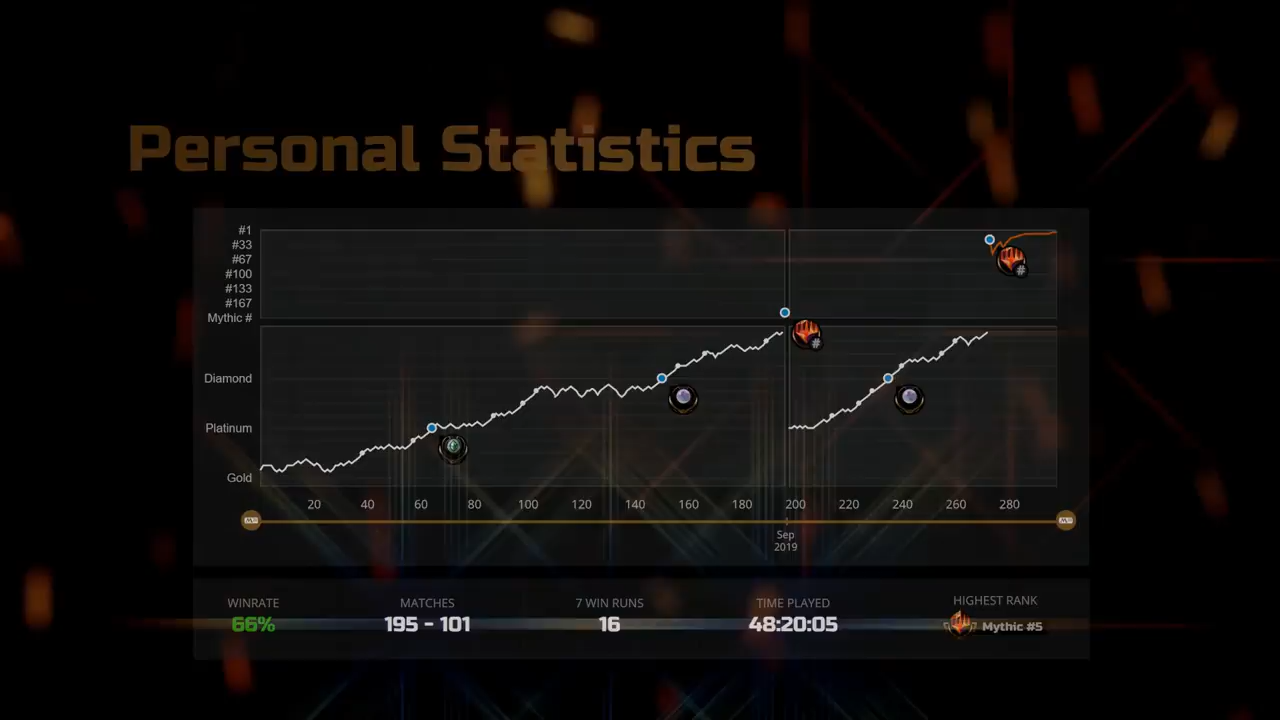 Personal Statistics
#1
#33
#67
#100
#133
#167
Mythic #
Diamond
Platinum
Gold
20 40 60 80 100 120 140 160 180 200 220 240 260 280
Sep
2019
WINRATE MATCHES 7 WIN RUNS TIME PLAYED HIGHEST RANK
66% 195 - 101 16 48:20:05 Mythic #5